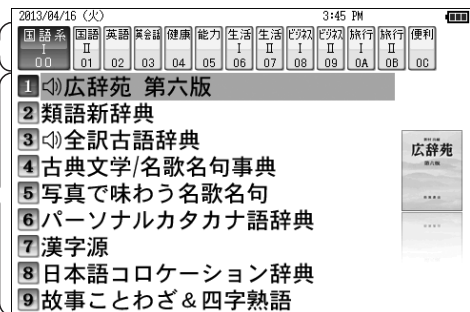 2013/04/16 (火) 3:45 PM
国語系 I 00
国語 II 01
英語 02
英会話 03
健康 04
能力 05
生活 I 06
生活 II 07
ビジネス I 08
ビジネス II 09
旅行 I 0A
旅行 II 0B
便利 0C
1 広辞苑 第六版
2 類語新辞典
3 全訳古語辞典
4 古典文学/名歌名句事典
5 写真で味わう名歌名句
6 パーソナルカタカナ語辞典
7 漢字源
8 日本語コロケーション辞典
9 故事ことわざ&四字熟語
広辞苑
第六版